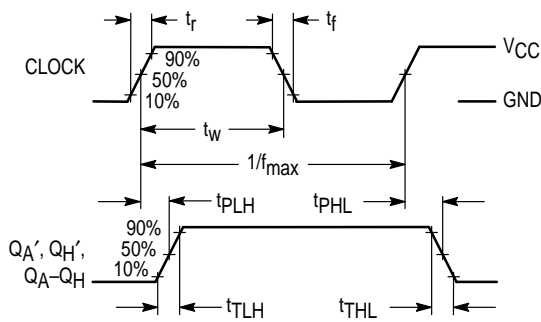 tr
tf
CLOCK
90%
50%
10%
VCC
GND
tw
1/fmax
tPLH
tPHL
QA′, QH′,
QA–QH
90%
50%
10%
tTLH
tTHL